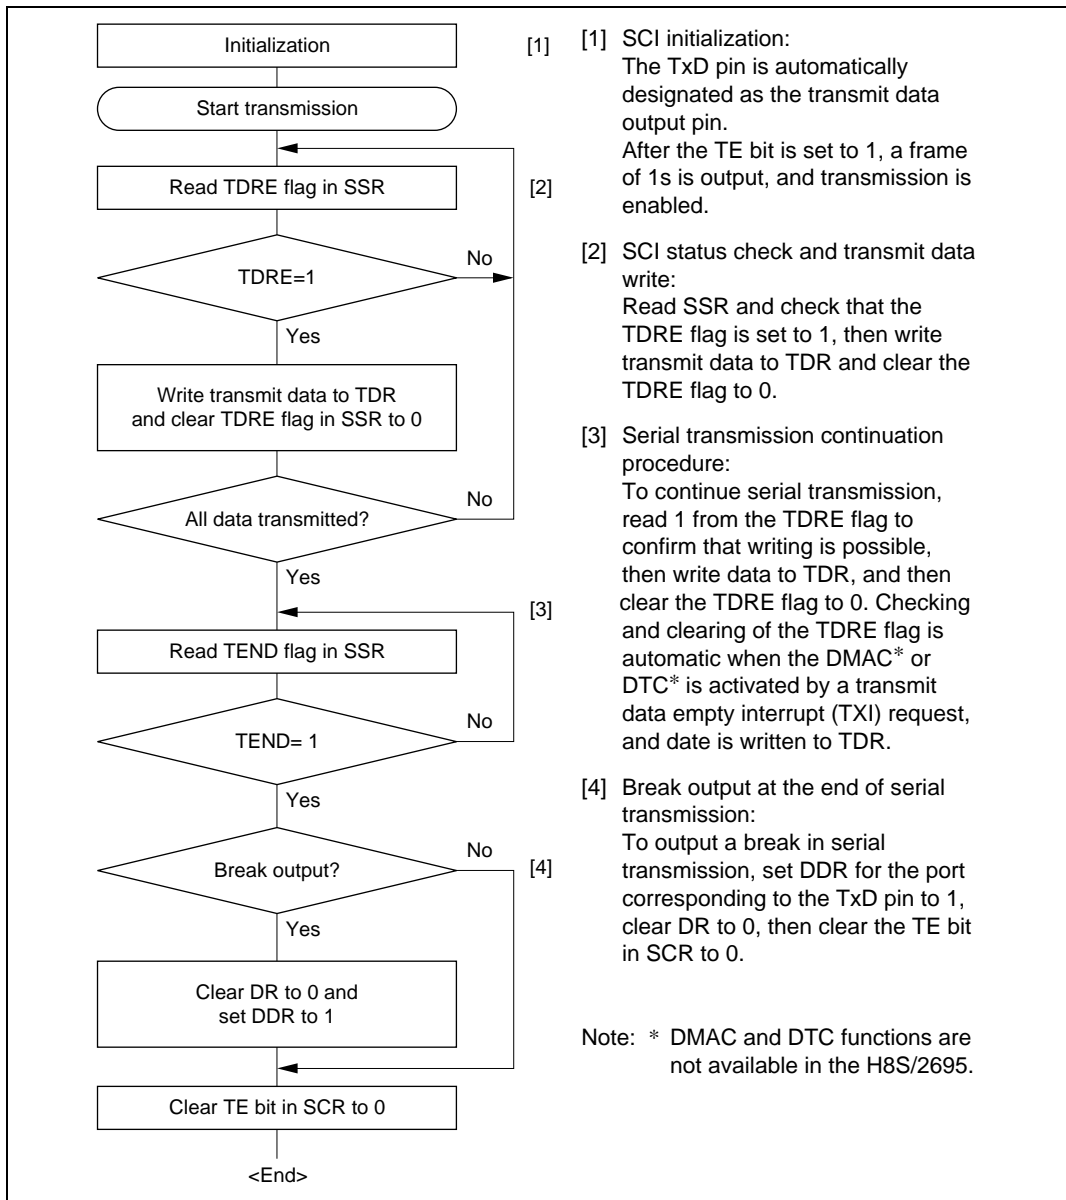 Initialization
[1]
Start transmission
Read TDRE flag in SSR
[2]
TDRE=1
No
Yes
Write transmit data to TDR
and clear TDRE flag in SSR to 0
All data transmitted?
No
Yes
[3]
Read TEND flag in SSR
TEND= 1
No
Yes
Break output?
No
[4]
Yes
Clear DR to 0 and
set DDR to 1
Clear TE bit in SCR to 0
<End>
[1] SCI initialization:
The TxD pin is automatically
designated as the transmit data
output pin.
After the TE bit is set to 1, a frame
of 1s is output, and transmission is
enabled.
[2] SCI status check and transmit data
write:
Read SSR and check that the
TDRE flag is set to 1, then write
transmit data to TDR and clear the
TDRE flag to 0.
[3] Serial transmission continuation
procedure:
To continue serial transmission,
read 1 from the TDRE flag to
confirm that writing is possible,
then write data to TDR, and then
clear the TDRE flag to 0. Checking
and clearing of the TDRE flag is
automatic when the DMAC* or
DTC* is activated by a transmit
data empty interrupt (TXI) request,
and date is written to TDR.
[4] Break output at the end of serial
transmission:
To output a break in serial
transmission, set DDR for the port
corresponding to the TxD pin to 1,
clear DR to 0, then clear the TE bit
in SCR to 0.
Note: * DMAC and DTC functions are
not available in the H8S/2695.